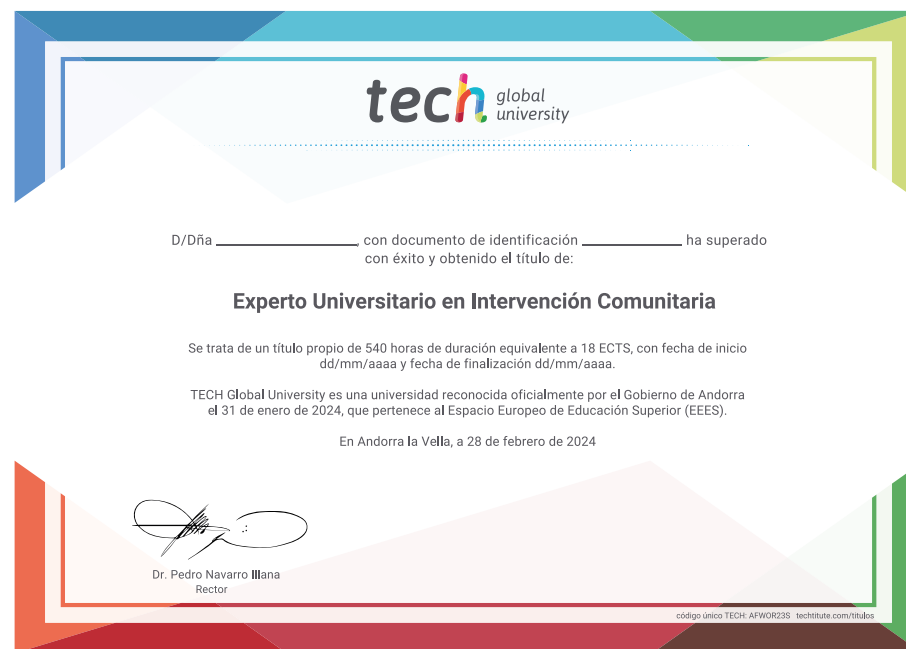 tech global university
D/Dña , con documento de identificación ha superado
con éxito y obtenido el título de:
Experto Universitario en Intervención Comunitaria
Se trata de un título propio de 540 horas de duración equivalente a 18 ECTS, con fecha de inicio
dd/mm/aaaa y fecha de finalización dd/mm/aaaa.
TECH Global University es una universidad reconocida oficialmente por el Gobierno de Andorra
el 31 de enero de 2024, que pertenece al Espacio Europeo de Educación Superior (EEES).
En Andorra la Vella, a 28 de febrero de 2024
Dr. Pedro Navarro Illana
Rector
código único TECH: AFWOR23S techtitute.com/titulos